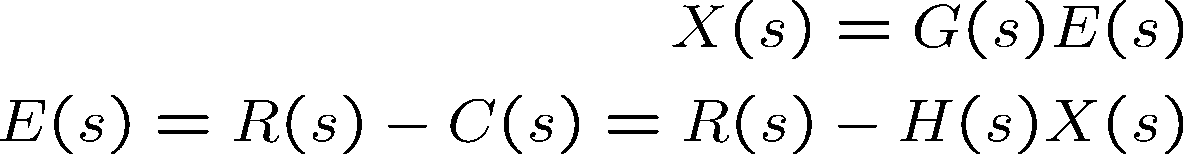 X(s) = G(s)E(s)
E(s) = R(s) − C(s) = R(s) − H(s)X(s)